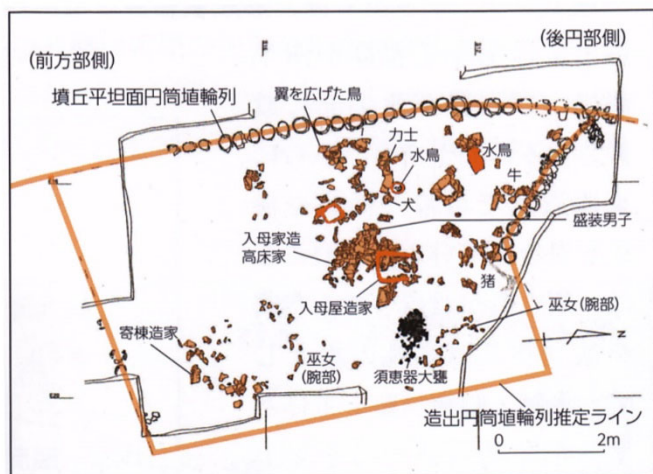 (後円部側)
(前方部側)
墳丘平坦面円筒埴輪列
翼を広げた鳥
力士
水鳥
水鳥
牛
犬
盛装男子
入母家造
高床家
猪
入母屋造家
巫女
(腕部)
寄棟造家
巫女
(腕部)
須恵器大甕
N
造出円筒埴輪列推定ライン
0
2m